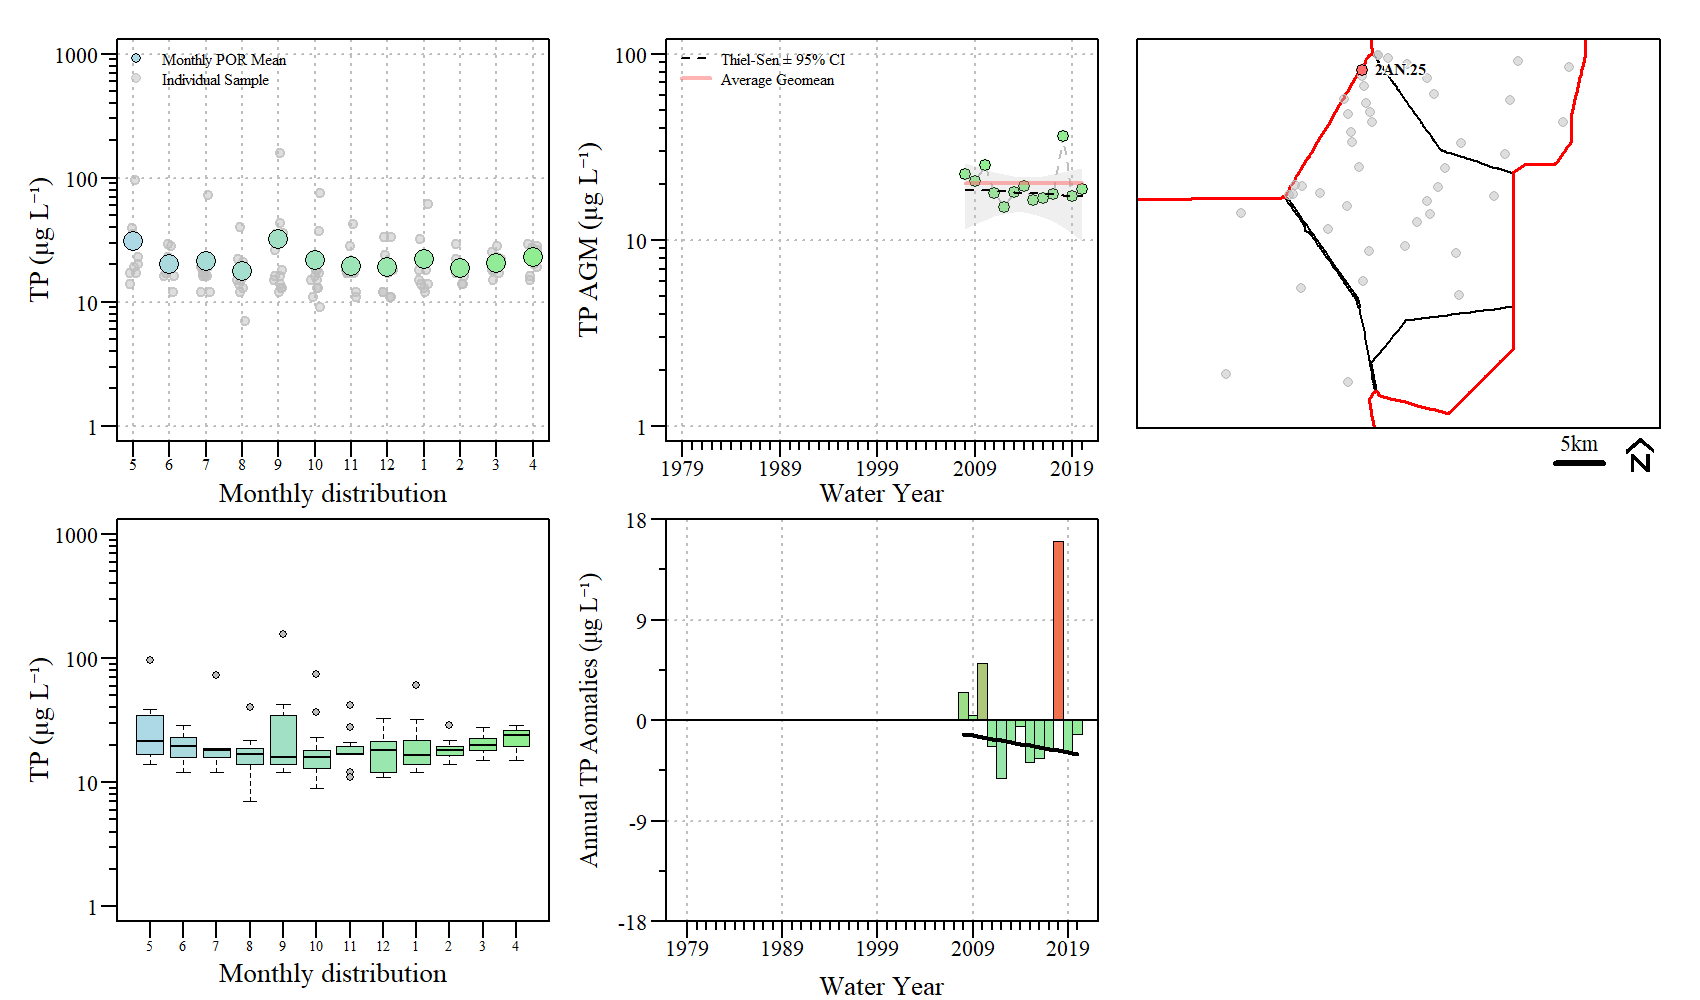 1000
100
10
1
TP (µg L⁻¹)
Monthly POR Mean
Individual Sample
5 6 7 8 9 10 11 12 1 2 3 4
Monthly distribution
100
10
1
TP AGM (µg L⁻¹)
Thiel-Sen ± 95% CI
Average Geomean
1979 1989 1999 2009 2019
Water Year
2AN.25
5km
N
1000
100
10
1
TP (µg L⁻¹)
5 6 7 8 9 10 11 12 1 2 3 4
Monthly distribution
18
9
0
-9
-18
Annual TP Aomalies (µg L⁻¹)
1979 1989 1999 2009 2019
Water Year